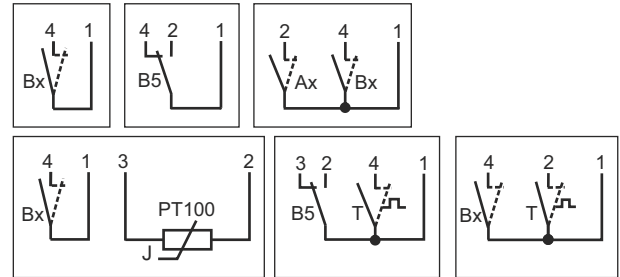 4 1
Bx
4 2 1
B5
2 4 1
Ax Bx
4 1 3 2
Bx PT100
J
3 2 4 1
B5 T
4 2 1
Bx T